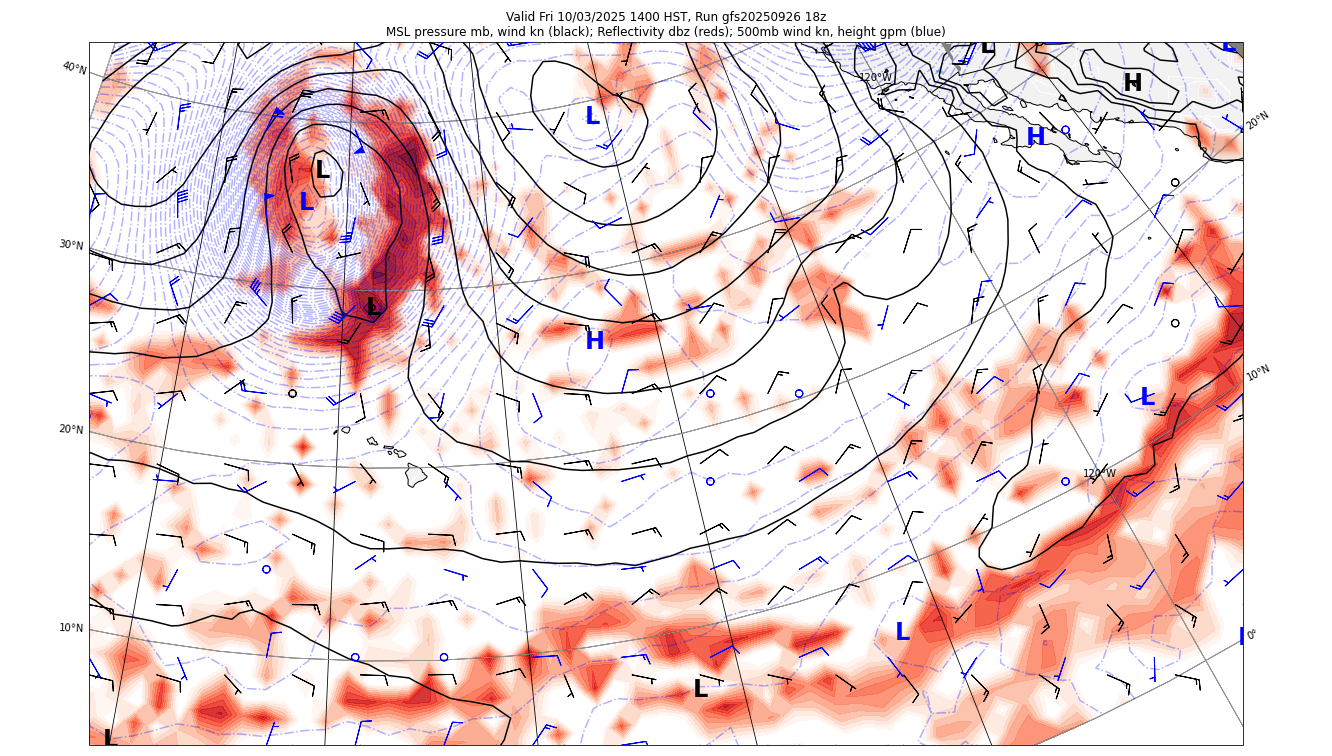 Valid Fri 10/03/2025 1400 HST, Run gfs20250926 18z
MSL pressure mb, wind kn (black); Reflectivity dbz (reds); 500mb wind kn, height gpm (blue)
L
L
40°N
120°W
H
L
20°N
H
L
L
30°N
L
H
10°N
L
20°N
120°W
10°N
L
0°
L
L